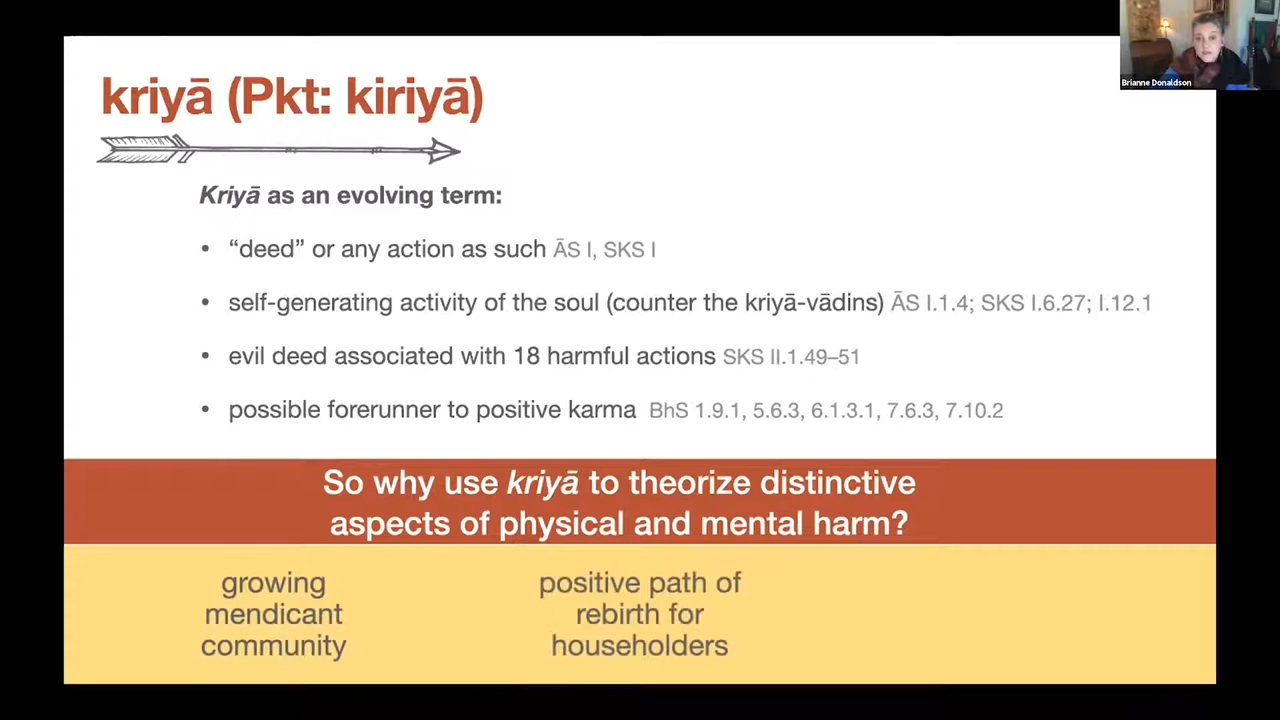 kriyā (Pkt: kiriyā)
Brianne Donaldson
Kriyā as an evolving term:
• “deed” or any action as such ĀS I, SKS I
• self-generating activity of the soul (counter the kriyā-vādins) ĀS I.1.4; SKS I.6.27; I.12.1
• evil deed associated with 18 harmful actions SKS II.1.49–51
• possible forerunner to positive karma BhS 1.9.1, 5.6.3, 6.1.3.1, 7.6.3, 7.10.2
So why use kriyā to theorize distinctive
aspects of physical and mental harm?
growing
mendicant
community
positive path of
rebirth for
householders